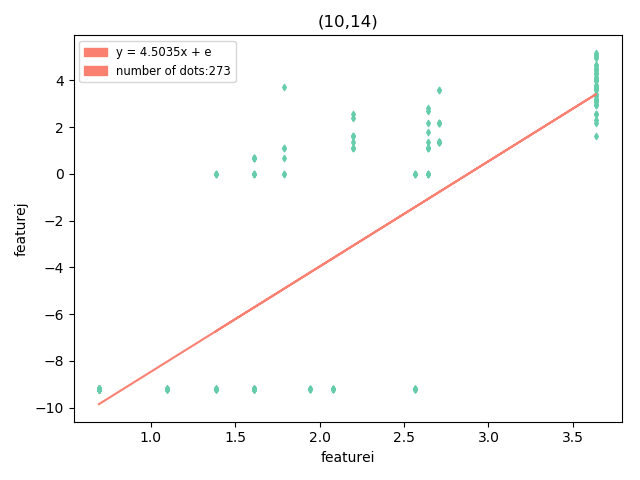 (10,14)
y = 4.5035x + e
number of dots:273
4
2
0
−2
−4
−6
−8
−10
featurej
1.0 1.5 2.0 2.5 3.0 3.5
featurei